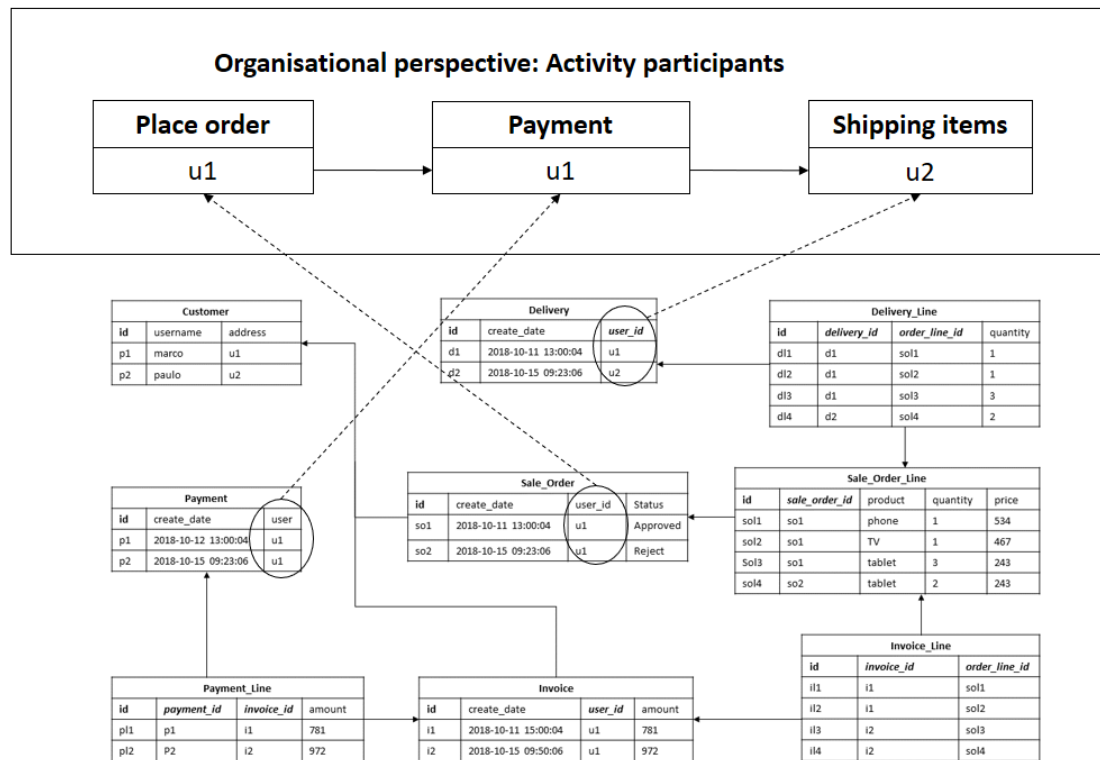 Organisational perspective: Activity participants
Place order
u1
Payment
u1
Shipping items
u2
Customer
id username address
p1 marco u1
p2 paulo u2
Delivery
id create_date user_id
d1 2018-10-11 13:00:04 u1
d2 2018-10-15 09:23:06 u2
Delivery_Line
id delivery_id order_line_id quantity
dl1 d1 sol1 1
dl2 d1 sol2 1
dl3 d1 sol3 3
dl4 d2 sol4 2
Payment
id create_date user
p1 2018-10-12 13:00:04 u1
p2 2018-10-15 09:23:06 u1
Sale_Order
id create_date user_id Status
so1 2018-10-11 13:00:04 u1 Approved
so2 2018-10-15 09:23:06 u1 Reject
Sale_Order_Line
id sale_order_id product quantity price
sol1 so1 phone 1 534
sol2 so1 TV 1 467
Sol3 so1 tablet 3 243
sol4 so2 tablet 2 243
Payment_Line
id payment_id invoice_id amount
pl1 p1 i1 781
pl2 P2 i2 972
Invoice
id create_date user_id amount
i1 2018-10-11 15:00:04 u1 781
i2 2018-10-15 09:50:06 u1 972
Invoice_Line
id invoice_id order_line_id
il1 i1 sol1
il2 i1 sol2
il3 i2 sol3
il4 i2 sol4